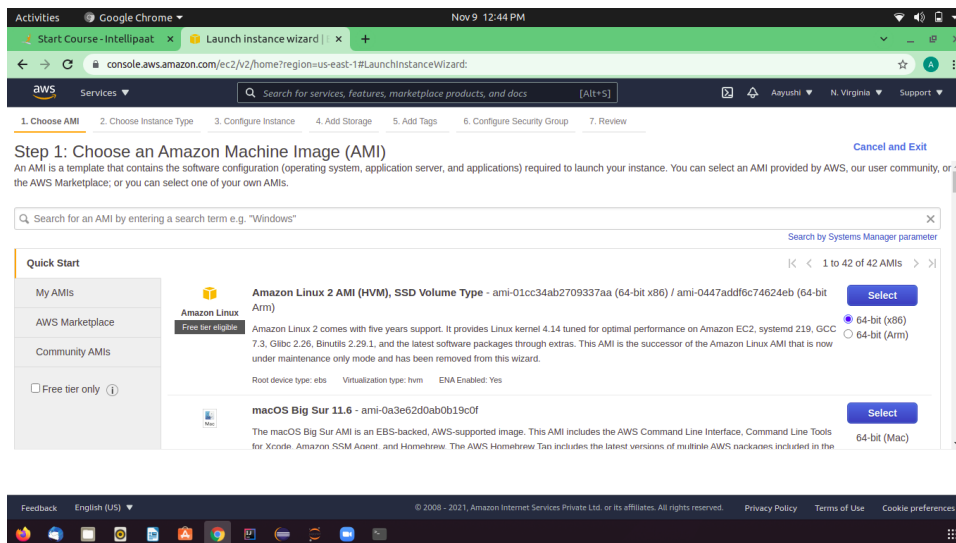 Activities Google Chrome ▾ Nov 9 12:44 PM
Start Course - Intellipaat × Launch instance wizard | × +
console.aws.amazon.com/ec2/v2/home?region=us-east-1#LaunchInstanceWizard:
aws Services ▼ Search for services, features, marketplace products, and docs [Alt+S] Aayushi ▼ N. Virginia ▼ Support ▼
1. Choose AMI 2. Choose Instance Type 3. Configure Instance 4. Add Storage 5. Add Tags 6. Configure Security Group 7. Review
Step 1: Choose an Amazon Machine Image (AMI) Cancel and Exit
An AMI is a template that contains the software configuration (operating system, application server, and applications) required to launch your instance. You can select an AMI provided by AWS, our user community, or
the AWS Marketplace; or you can select one of your own AMIs.
Search for an AMI by entering a search term e.g. "Windows"
Search by Systems Manager parameter
Quick Start 1 to 42 of 42 AMIs
My AMIs
AWS Marketplace
Community AMIs
Free tier only
Amazon Linux
Free tier eligible
Amazon Linux 2 AMI (HVM), SSD Volume Type - ami-01cc34ab2709337aa (64-bit x86) / ami-0447addf6c74624eb (64-bit
Arm)
Amazon Linux 2 comes with five years support. It provides Linux kernel 4.14 tuned for optimal performance on Amazon EC2, systemd 219, GCC
7.3, Glibc 2.26, Binutils 2.29.1, and the latest software packages through extras. This AMI is the successor of the Amazon Linux AMI that is now
under maintenance only mode and has been removed from this wizard.
Root device type: ebs Virtualization type: hvm ENA Enabled: Yes
Select
64-bit (x86)
64-bit (Arm)
Mac
macOS Big Sur 11.6 - ami-0a3e62d0ab0b19c0f
The macOS Big Sur AMI is an EBS-backed, AWS-supported image. This AMI includes the AWS Command Line Interface, Command Line Tools
for Xcode, Amazon SSM Agent, and Homebrew. The AWS Homebrew Tap includes the latest versions of multiple AWS packages included in the
Select
64-bit (Mac)
Feedback English (US) ▼ © 2008 - 2021, Amazon Internet Services Private Ltd. or its affiliates. All rights reserved. Privacy Policy Terms of Use Cookie preferences